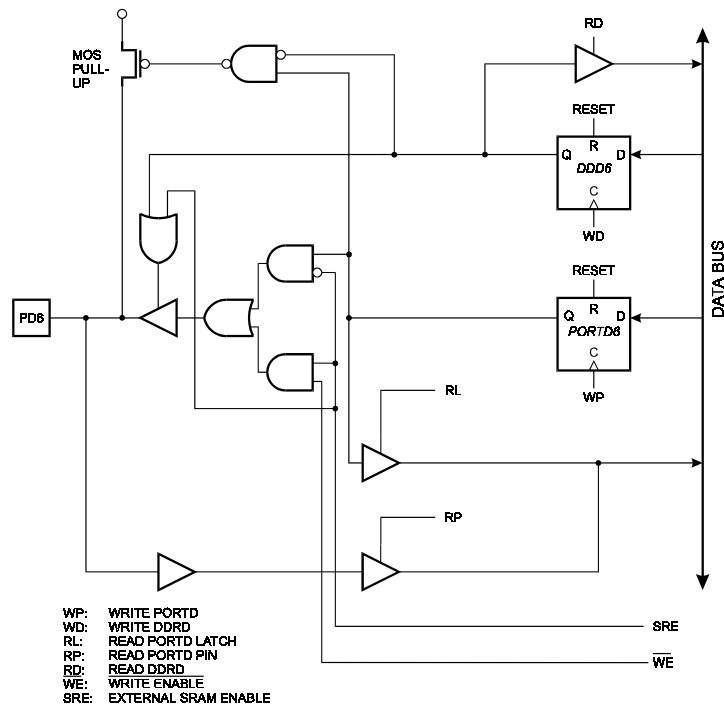 RD
MOS
PULL-
UP
RESET
R
Q
D
DDD6
C
WD
RESET
R
Q
D
PORTD6
C
WP
PD6
DATA BUS
RL
RP
WP: WRITE PORTD
WD: WRITE DDRD
RL: READ PORTD LATCH
RP: READ PORTD PIN
RD: READ DDRD
WE: WRITE ENABLE
SRE: EXTERNAL SRAM ENABLE
SRE
WE